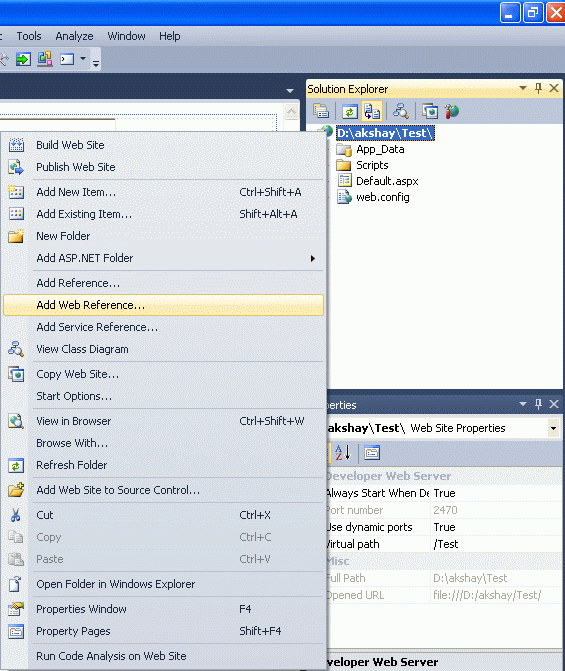 Tools Analyze Window Help
Solution Explorer
D:\akshay\Test\
App_Data
Scripts
Default.aspx
web.config
Build Web Site
Publish Web Site
Add New Item... Ctrl+Shift+A
Add Existing Item... Shift+Alt+A
New Folder
Add ASP.NET Folder
Add Reference...
Add Web Reference...
Add Service Reference...
View Class Diagram
Copy Web Site...
Start Options...
View in Browser Ctrl+Shift+W
Browse With...
Refresh Folder
Add Web Site to Source Control...
Cut Ctrl+X
Copy Ctrl+C
Paste Ctrl+V
Open Folder in Windows Explorer
Properties Window F4
Property Pages Shift+F4
Run Code Analysis on Web Site
erties
akshay\Test\ Web Site Properties
Developer Web Server
Always Start When De True
Port number 2470
Use dynamic ports True
Virtual path /Test
Misc
Full Path D:\akshay\Test
Opened URL file:///D:/akshay/Test/
veloper Web Server